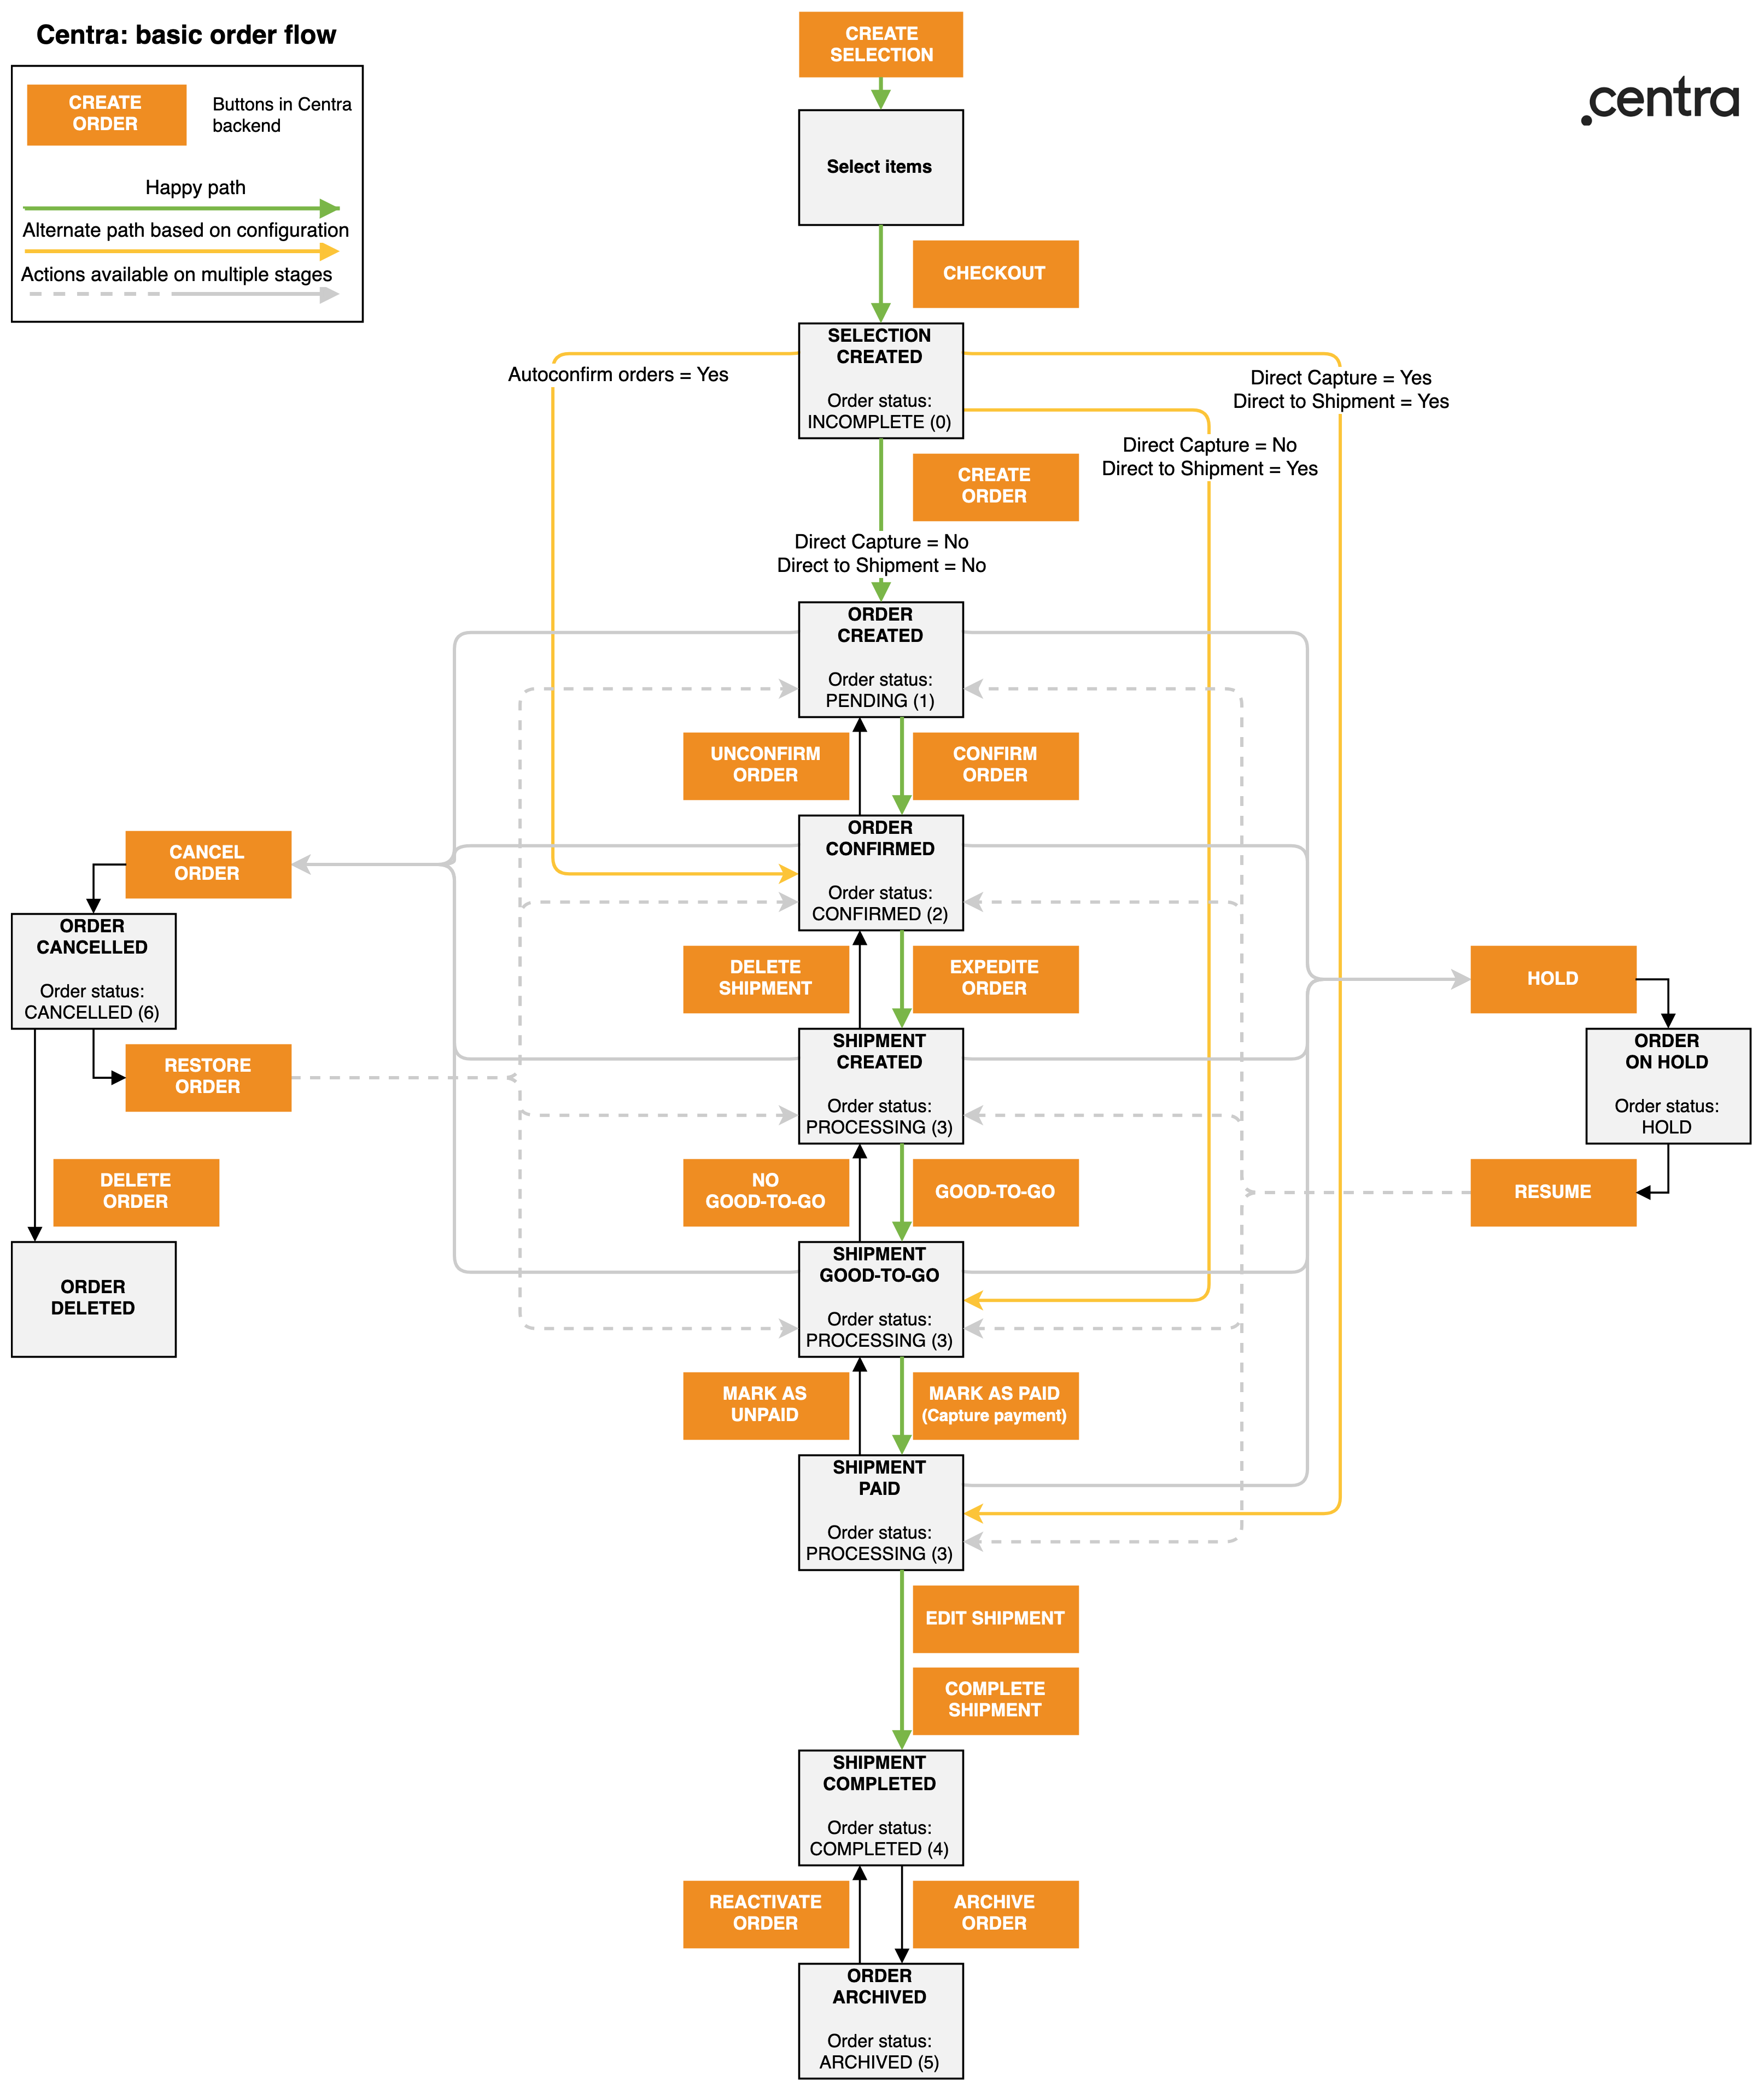 Centra: basic order flow
CREATE
ORDER
Buttons in Centra
backend
Happy path
Alternate path based on configuration
Actions available on multiple stages
CREATE
SELECTION
centra
Select items
CHECKOUT
SELECTION
CREATED
Order status:
INCOMPLETE (0)
Autoconfirm orders = Yes
Direct Capture = Yes
Direct to Shipment = Yes
Direct Capture = No
Direct to Shipment = Yes
CREATE
ORDER
Direct Capture = No
Direct to Shipment = No
ORDER
CREATED
Order status:
PENDING (1)
UNCONFIRM
ORDER
CONFIRM
ORDER
ORDER
CONFIRMED
Order status:
CONFIRMED (2)
CANCEL
ORDER
ORDER
CANCELLED
Order status:
CANCELLED (6)
DELETE
SHIPMENT
EXPEDITE
ORDER
HOLD
SHIPMENT
CREATED
Order status:
PROCESSING (3)
ORDER
ON HOLD
Order status:
HOLD
RESTORE
ORDER
DELETE
ORDER
NO
GOOD-TO-GO
GOOD-TO-GO
RESUME
SHIPMENT
GOOD-TO-GO
Order status:
PROCESSING (3)
ORDER
DELETED
MARK AS
UNPAID
MARK AS PAID
(Capture payment)
SHIPMENT
PAID
Order status:
PROCESSING (3)
EDIT SHIPMENT
COMPLETE
SHIPMENT
SHIPMENT
COMPLETED
Order status:
COMPLETED (4)
REACTIVATE
ORDER
ARCHIVE
ORDER
ORDER
ARCHIVED
Order status:
ARCHIVED (5)